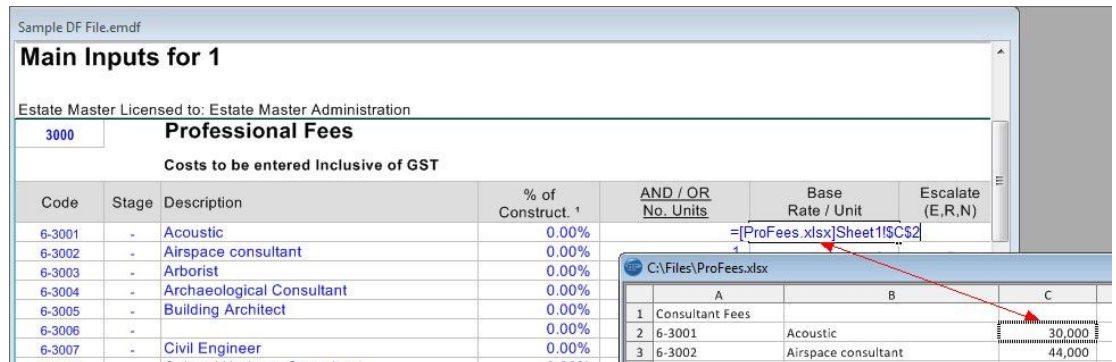 Sample DF File.emdf
Main Inputs for 1
Estate Master Licensed to: Estate Master Administration
3000 Professional Fees
Costs to be entered Inclusive of GST
Code Stage Description % of Construct. ¹ AND / OR No. Units Base Rate / Unit Escalate (E,R,N)
6-3001 - Acoustic 0.00% =[ProFees.xlsx]Sheet1!$C$2
6-3002 - Airspace consultant 0.00% 1
6-3003 - Arborist 0.00%
6-3004 - Archaeological Consultant 0.00%
6-3005 - Building Architect 0.00%
6-3006 - 0.00%
6-3007 - Civil Engineer 0.00%
C:\Files\ProFees.xlsx
A B C
1 Consultant Fees
2 6-3001 Acoustic 30,000
3 6-3002 Airspace consultant 44,000